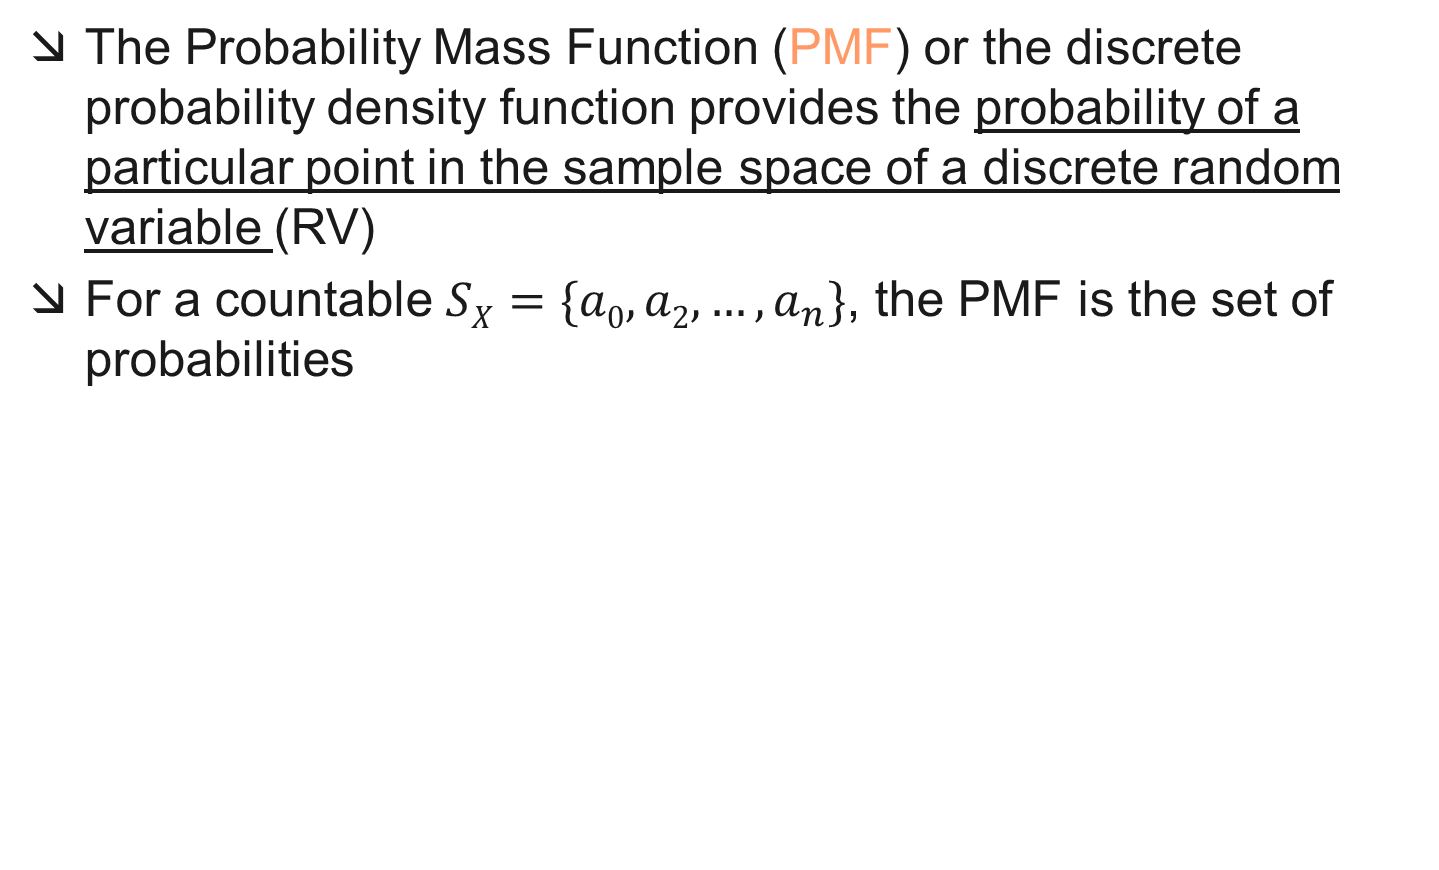 ↘ The Probability Mass Function (PMF) or the discrete
probability density function provides the probability of a
particular point in the sample space of a discrete random
variable (RV)
↘ For a countable S_X = {a_0, a_2, … , a_n}, the PMF is the set of
probabilities